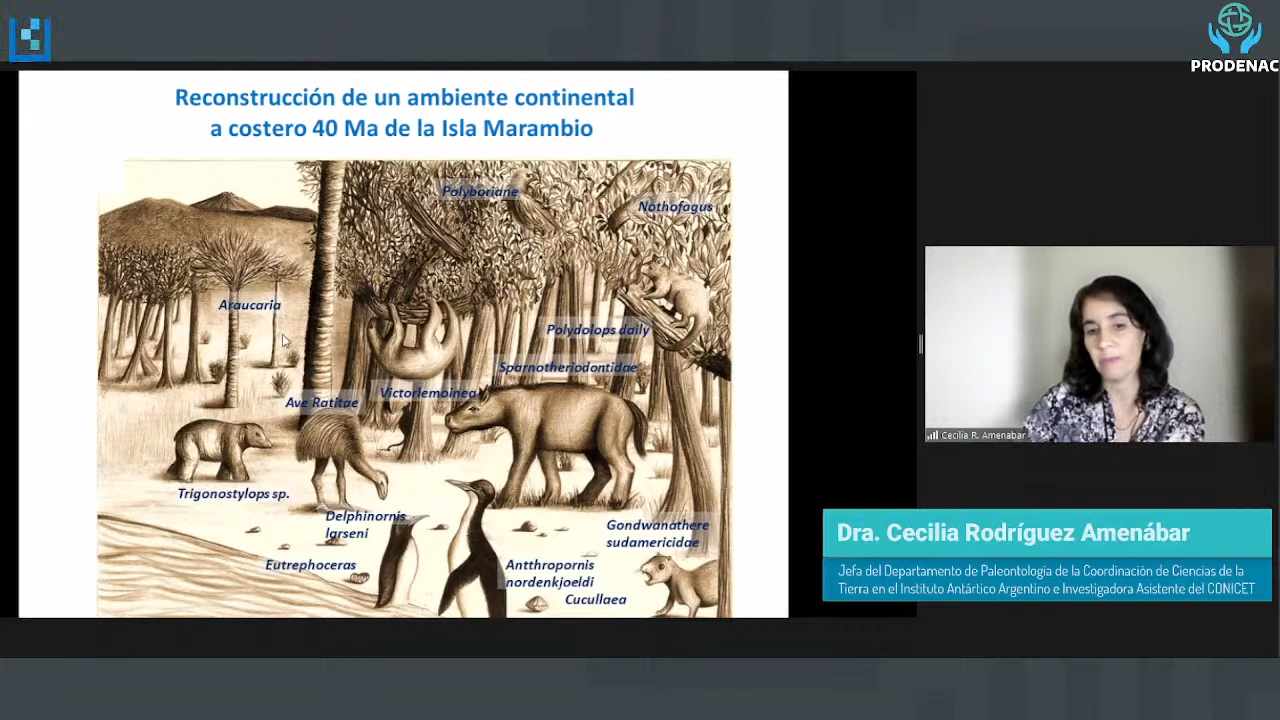 PRODENAC
Reconstrucción de un ambiente continental
a costero 40 Ma de la Isla Marambio
Polyboriane
Nothofagus
Araucaria
Polydolops daily
Sparnotheriodontidae
Victorlemoinea
Ave Ratitae
Trigonostylops sp.
Delphinornis
larseni
Gondwanathere
sudamericidae
Eutrephoceras
Antthropornis
nordenkjoeldi
Cucullaea
Cecilia R. Amenabar
Dra. Cecilia Rodríguez Amenábar
Jefa del Departamento de Paleontología de la Coordinación de Ciencias de la
Tierra en el Instituto Antártico Argentino e Investigadora Asistente del CONICET